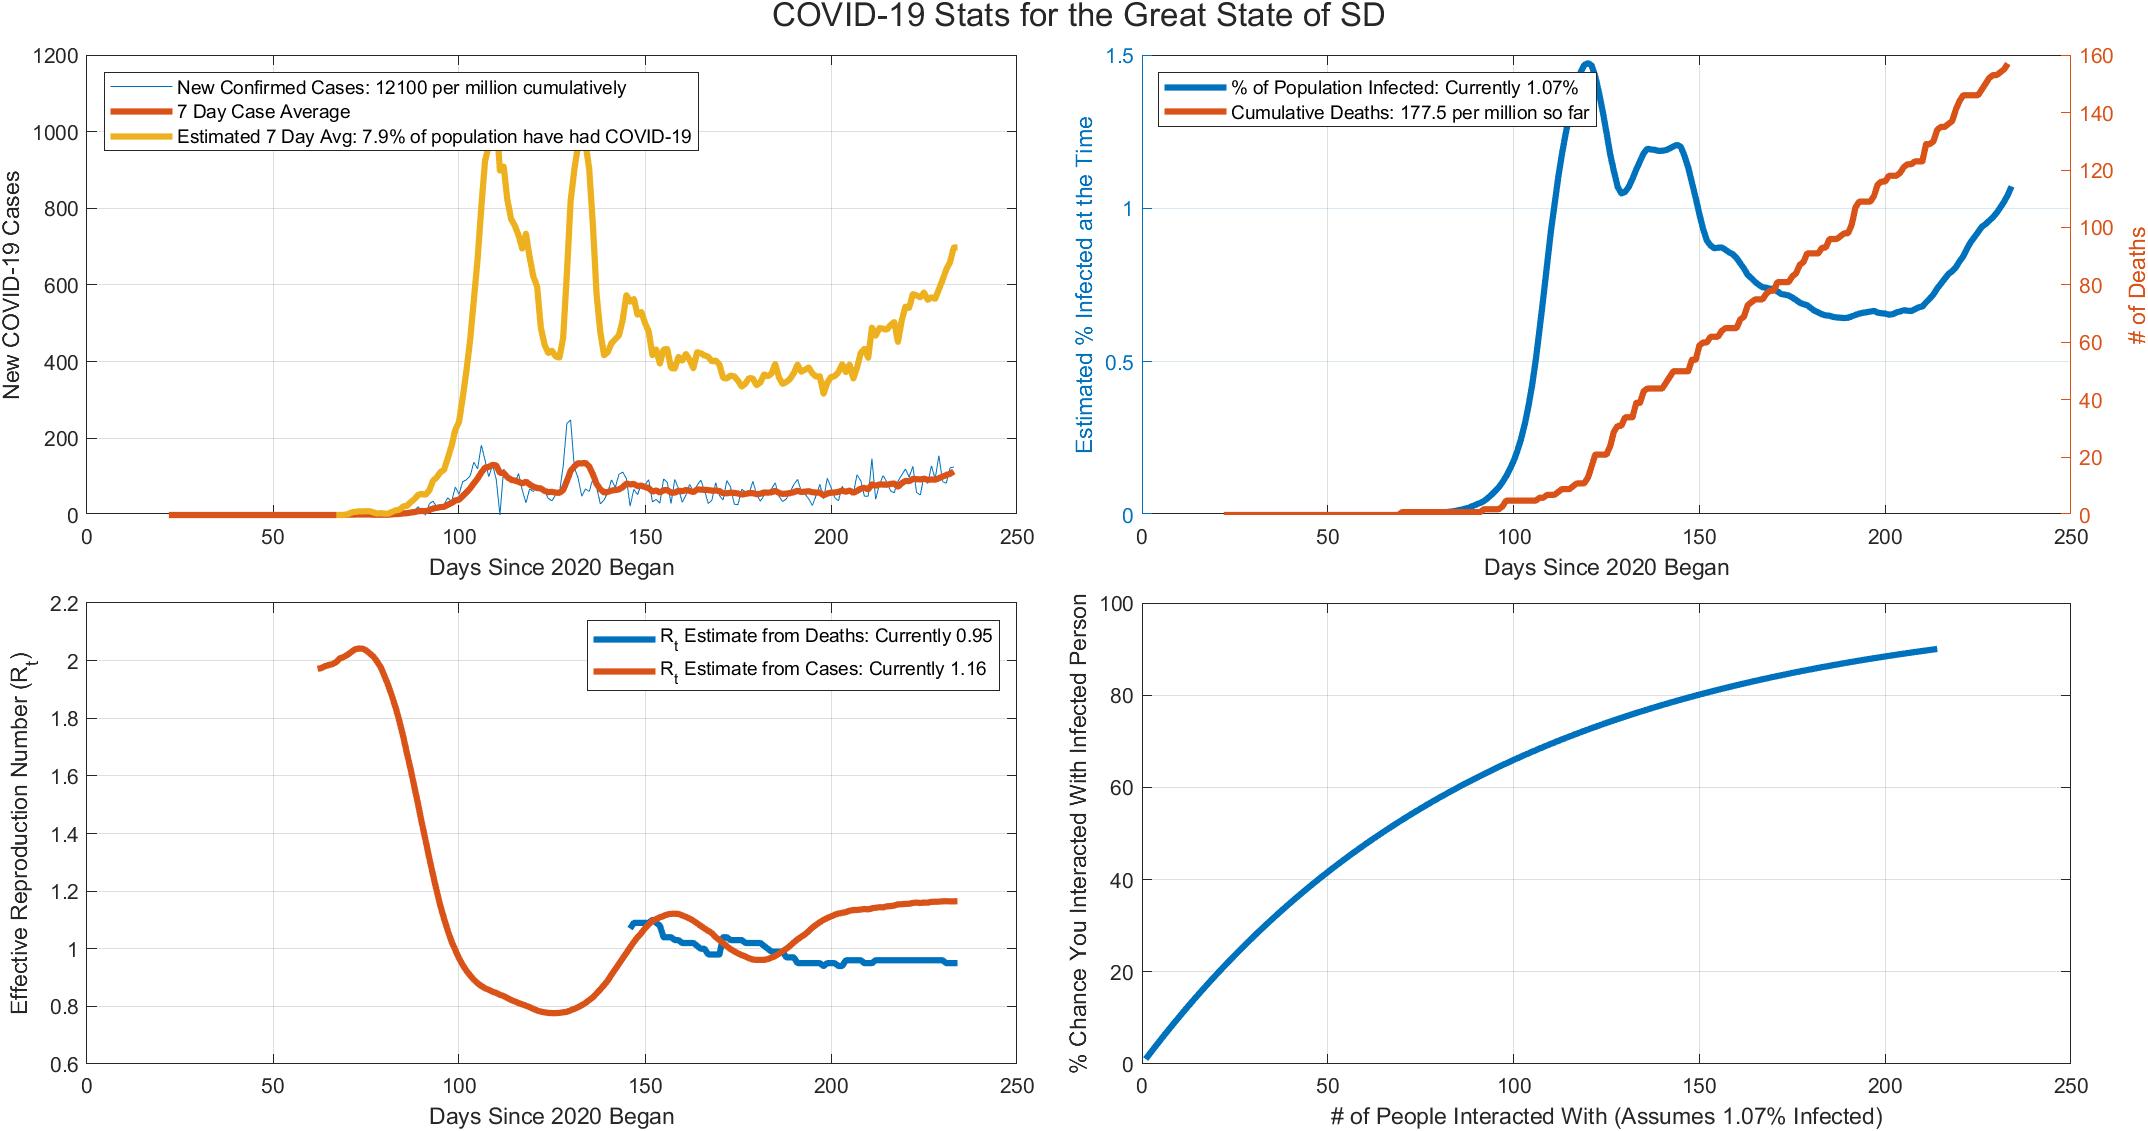 COVID-19 Stats for the Great State of SD
New Confirmed Cases: 12100 per million cumulatively
7 Day Case Average
Estimated 7 Day Avg: 7.9% of population have had COVID-19
New COVID-19 Cases
1200
1000
800
600
400
200
0
0 50 100 150 200 250
Days Since 2020 Began
% of Population Infected: Currently 1.07%
Cumulative Deaths: 177.5 per million so far
Estimated % Infected at the Time
1.5
1
0.5
0
# of Deaths
160
140
120
100
80
60
40
20
0
0 50 100 150 200 250
Days Since 2020 Began
Rt Estimate from Deaths: Currently 0.95
Rt Estimate from Cases: Currently 1.16
Effective Reproduction Number (Rt)
2.2
2
1.8
1.6
1.4
1.2
1
0.8
0.6
0 50 100 150 200 250
Days Since 2020 Began
% Chance You Interacted With Infected Person
100
80
60
40
20
0
0 50 100 150 200 250
# of People Interacted With (Assumes 1.07% Infected)